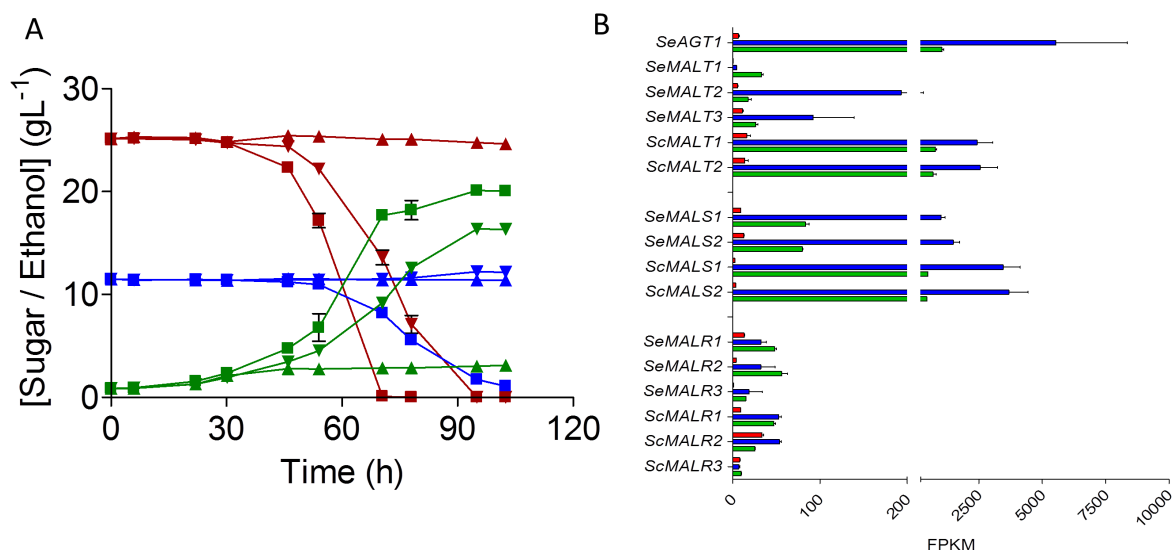 A
[Sugar / Ethanol] (gL⁻¹)
30
20
10
0
0 30 60 90 120
Time (h)
B
SeAGT1
SeMALT1
SeMALT2
SeMALT3
ScMALT1
ScMALT2
SeMALS1
SeMALS2
ScMALS1
ScMALS2
SeMALR1
SeMALR2
SeMALR3
ScMALR1
ScMALR2
ScMALR3
0 100 200 2500 5000 7500 10000
FPKM